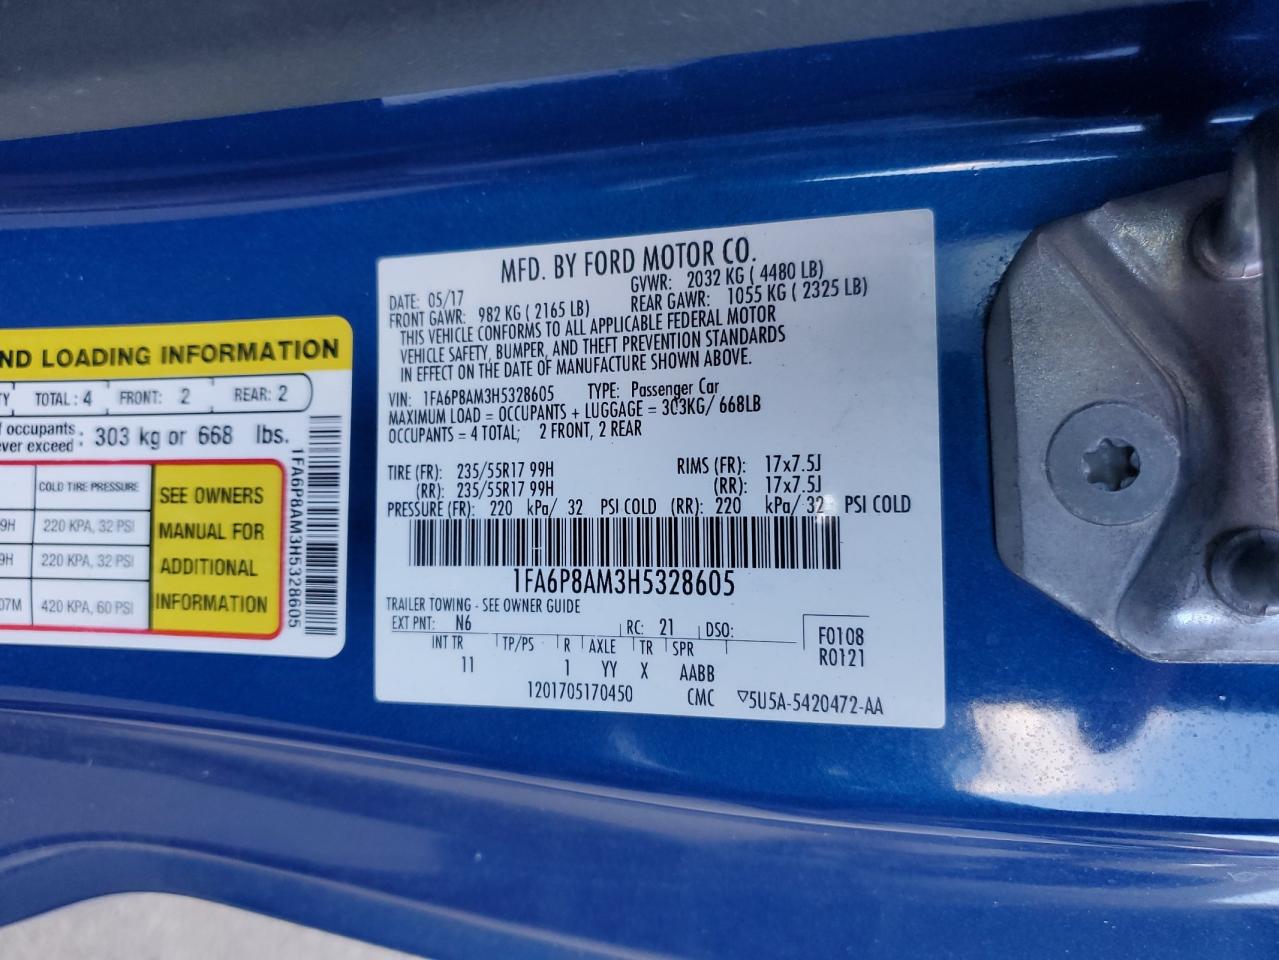 ND LOADING INFORMATION
TY TOTAL: 4 FRONT: 2 REAR: 2
f occupants
ver exceed: 303 kg or 668 lbs.
COLD TIRE PRESSURE
9H 220 KPA, 32 PSI
9H 220 KPA, 32 PSI
07M 420 KPA, 60 PSI
SEE OWNERS
MANUAL FOR
ADDITIONAL
INFORMATION
1FA6P8AM3H5328605
MFD. BY FORD MOTOR CO.
DATE: 05/17 GVWR: 2032 KG ( 4480 LB)
FRONT GAWR: 982 KG ( 2165 LB) REAR GAWR: 1055 KG ( 2325 LB)
THIS VEHICLE CONFORMS TO ALL APPLICABLE FEDERAL MOTOR
VEHICLE SAFETY, BUMPER, AND THEFT PREVENTION STANDARDS
IN EFFECT ON THE DATE OF MANUFACTURE SHOWN ABOVE.
VIN: 1FA6P8AM3H5328605 TYPE: Passenger Car
MAXIMUM LOAD = OCCUPANTS + LUGGAGE = 303KG/ 668LB
OCCUPANTS = 4 TOTAL; 2 FRONT, 2 REAR
TIRE (FR): 235/55R17 99H RIMS (FR): 17x7.5J
(RR): 235/55R17 99H (RR): 17x7.5J
PRESSURE (FR): 220 kPa/ 32 PSI COLD (RR): 220 kPa/ 32 PSI COLD
1FA6P8AM3H5328605
TRAILER TOWING - SEE OWNER GUIDE
EXT PNT: N6 RC: 21 DSO:
F0108
R0121
INT TR TP/PS R AXLE TR SPR
11 1 YY X AABB
1201705170450 CMC ▽5U5A-5420472-AA